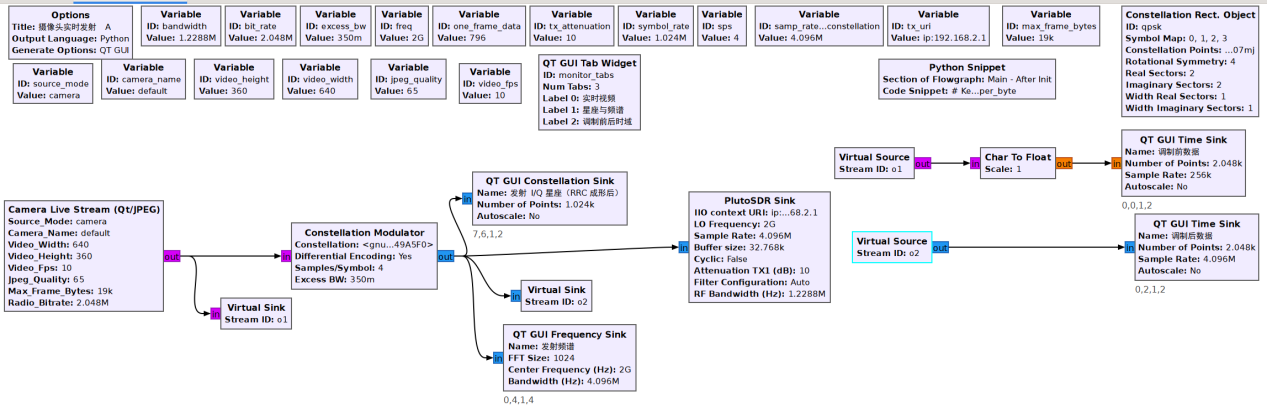 Options
Title: 摄像头实时发射 A
Output Language: Python
Generate Options: QT GUI
Variable
ID: bandwidth
Value: 1.2288M
Variable
ID: bit_rate
Value: 2.048M
Variable
ID: excess_bw
Value: 350m
Variable
ID: freq
Value: 2G
Variable
ID: one_frame_data
Value: 796
Variable
ID: tx_attenuation
Value: 10
Variable
ID: symbol_rate
Value: 1.024M
Variable
ID: sps
Value: 4
Variable
ID: samp_rate...constellation
Value: 4.096M
Variable
ID: tx_uri
Value: ip:192.168.2.1
Variable
ID: max_frame_bytes
Value: 19k
Constellation Rect. Object
ID: qpsk
Symbol Map: 0, 1, 2, 3
Constellation Points: ...07mj
Rotational Symmetry: 4
Real Sectors: 2
Imaginary Sectors: 2
Width Real Sectors: 1
Width Imaginary Sectors: 1
Variable
ID: source_mode
Value: camera
Variable
ID: camera_name
Value: default
Variable
ID: video_height
Value: 360
Variable
ID: video_width
Value: 640
Variable
ID: jpeg_quality
Value: 65
Variable
ID: video_fps
Value: 10
QT GUI Tab Widget
ID: monitor_tabs
Num Tabs: 3
Label 0: 实时视频
Label 1: 星座与频谱
Label 2: 调制前后时域
Python Snippet
Section of Flowgraph: Main - After Init
Code Snippet: # Ke...per_byte
Virtual Source
Stream ID: o1
out
in
Char To Float
Scale: 1
out
in
QT GUI Time Sink
Name: 调制前数据
Number of Points: 2.048k
Sample Rate: 256k
Autoscale: No
0,0,1,2
Camera Live Stream (Qt/JPEG)
Source_Mode: camera
Camera_Name: default
Video_Width: 640
Video_Height: 360
Video_Fps: 10
Jpeg_Quality: 65
Max_Frame_Bytes: 19k
Radio_Bitrate: 2.048M
out
in
Virtual Sink
Stream ID: o1
in
Constellation Modulator
Constellation: <gnu...49A5F0>
Differential Encoding: Yes
Samples/Symbol: 4
Excess BW: 350m
out
in
QT GUI Constellation Sink
Name: 发射 I/Q 星座（RRC 成形后）
Number of Points: 1.024k
Autoscale: No
7,6,1,2
in
Virtual Sink
Stream ID: o2
in
QT GUI Frequency Sink
Name: 发射频谱
FFT Size: 1024
Center Frequency (Hz): 2G
Bandwidth (Hz): 4.096M
0,4,1,4
in
PlutoSDR Sink
IIO context URI: ip:...68.2.1
LO Frequency: 2G
Sample Rate: 4.096M
Buffer size: 32.768k
Cyclic: False
Attenuation TX1 (dB): 10
Filter Configuration: Auto
RF Bandwidth (Hz): 1.2288M
Virtual Source
Stream ID: o2
out
in
QT GUI Time Sink
Name: 调制后数据
Number of Points: 2.048k
Sample Rate: 4.096M
Autoscale: No
0,2,1,2